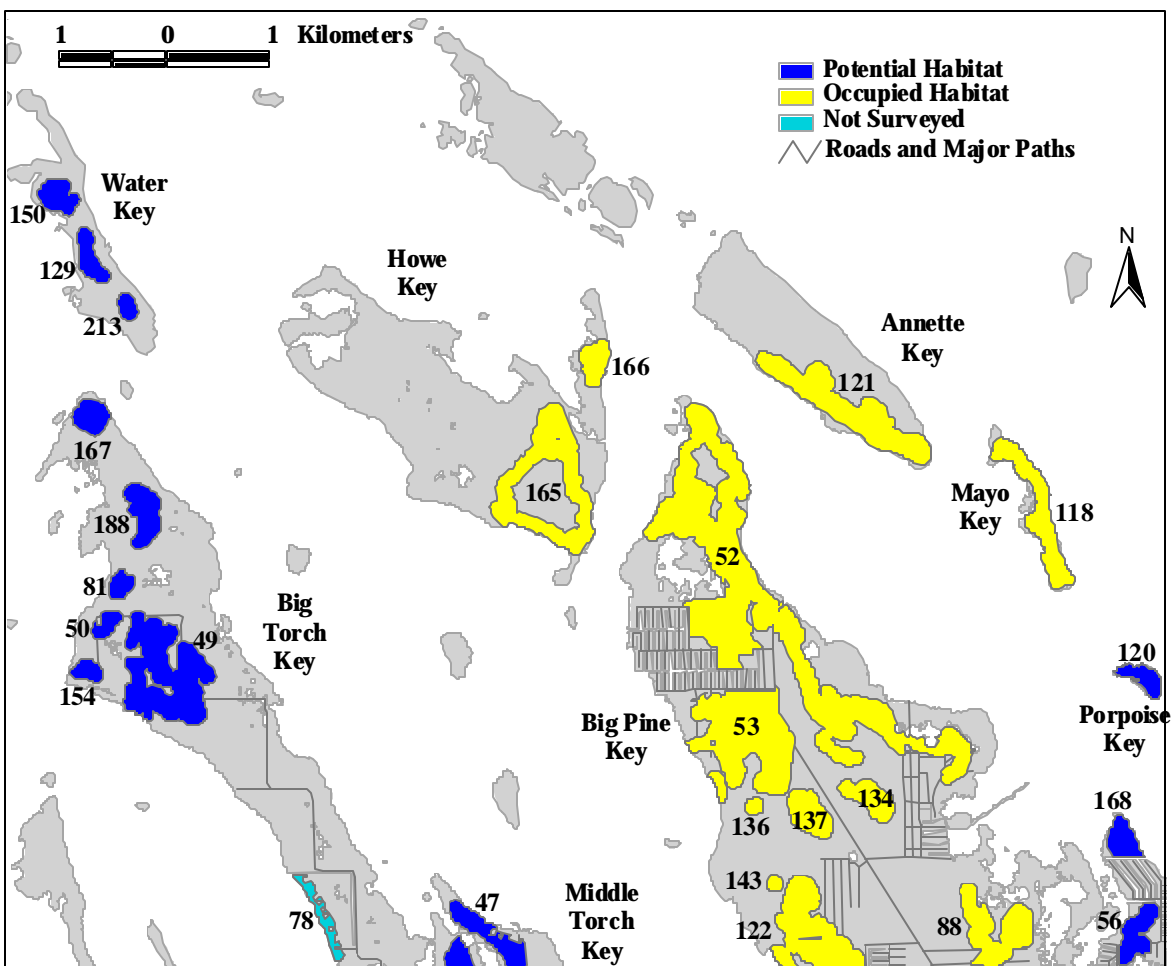 1 0 1 Kilometers
Potential Habitat
Occupied Habitat
Not Surveyed
Roads and Major Paths
Water
Key
150
129
213
N
Howe
Key
Annette
Key
166
121
167
165
188
Mayo
Key
118
52
81
50
49
Big
Torch
Key
154
120
Porpoise
Key
Big Pine
Key
53
134
136
137
168
143
47
Middle
Torch
Key
78
122
88
56